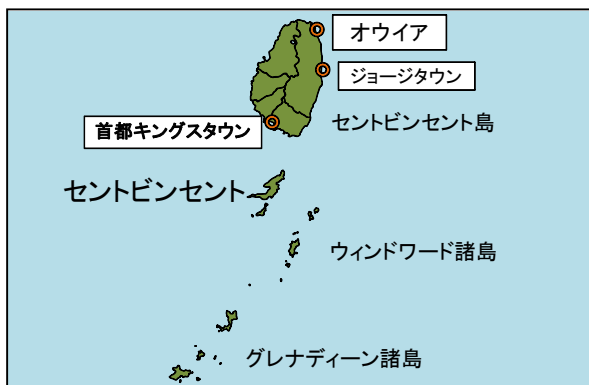 オウイア
ジョージタウン
首都キングスタウン
セントビンセント島
セントビンセント
ウィンドワード諸島
グレナディーン諸島